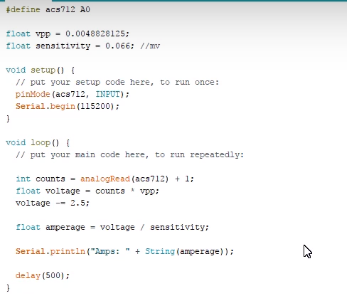 #define acs712 A0
float vpp = 0.0048828125;
float sensitivity = 0.066; //mv
void setup() {
// put your setup code here, to run once:
pinMode(acs712, INPUT);
Serial.begin(115200);
}
void loop() {
// put your main code here, to run repeatedly:
int counts = analogRead(acs712) + 1;
float voltage = counts * vpp;
voltage -= 2.5;
float amperage = voltage / sensitivity;
Serial.println("Amps: " + String(amperage));
delay(500);
}